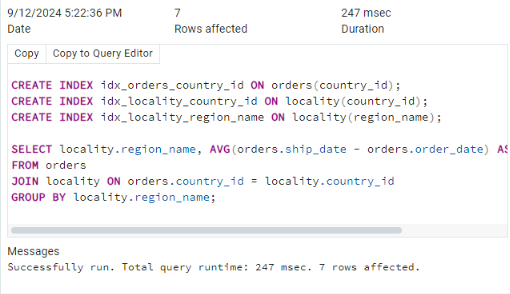 9/12/2024 5:22:36 PM 7 247 msec
Date Rows affected Duration
Copy Copy to Query Editor
CREATE INDEX idx_orders_country_id ON orders(country_id);
CREATE INDEX idx_locality_country_id ON locality(country_id);
CREATE INDEX idx_locality_region_name ON locality(region_name);
SELECT locality.region_name, AVG(orders.ship_date - orders.order_date) AS
FROM orders
JOIN locality ON orders.country_id = locality.country_id
GROUP BY locality.region_name;
Messages
Successfully run. Total query runtime: 247 msec. 7 rows affected.